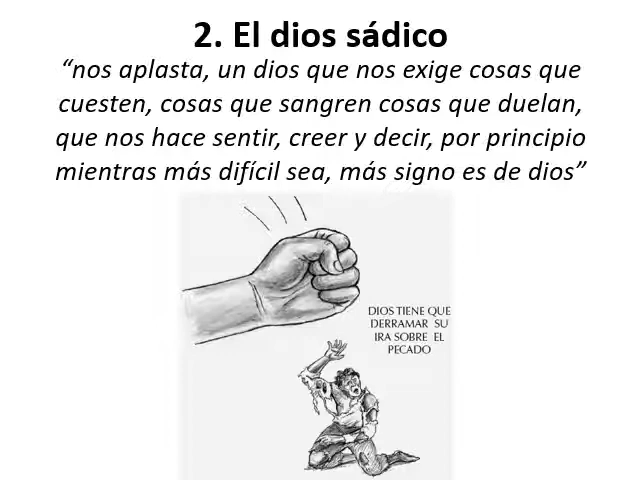 2. El dios sádico
“nos aplasta, un dios que nos exige cosas que
cuesten, cosas que sangren cosas que duelan,
que nos hace sentir, creer y decir, por principio
mientras más difícil sea, más signo es de dios”
DIOS TIENE QUE
DERRAMAR SU
IRA SOBRE EL
PECADO